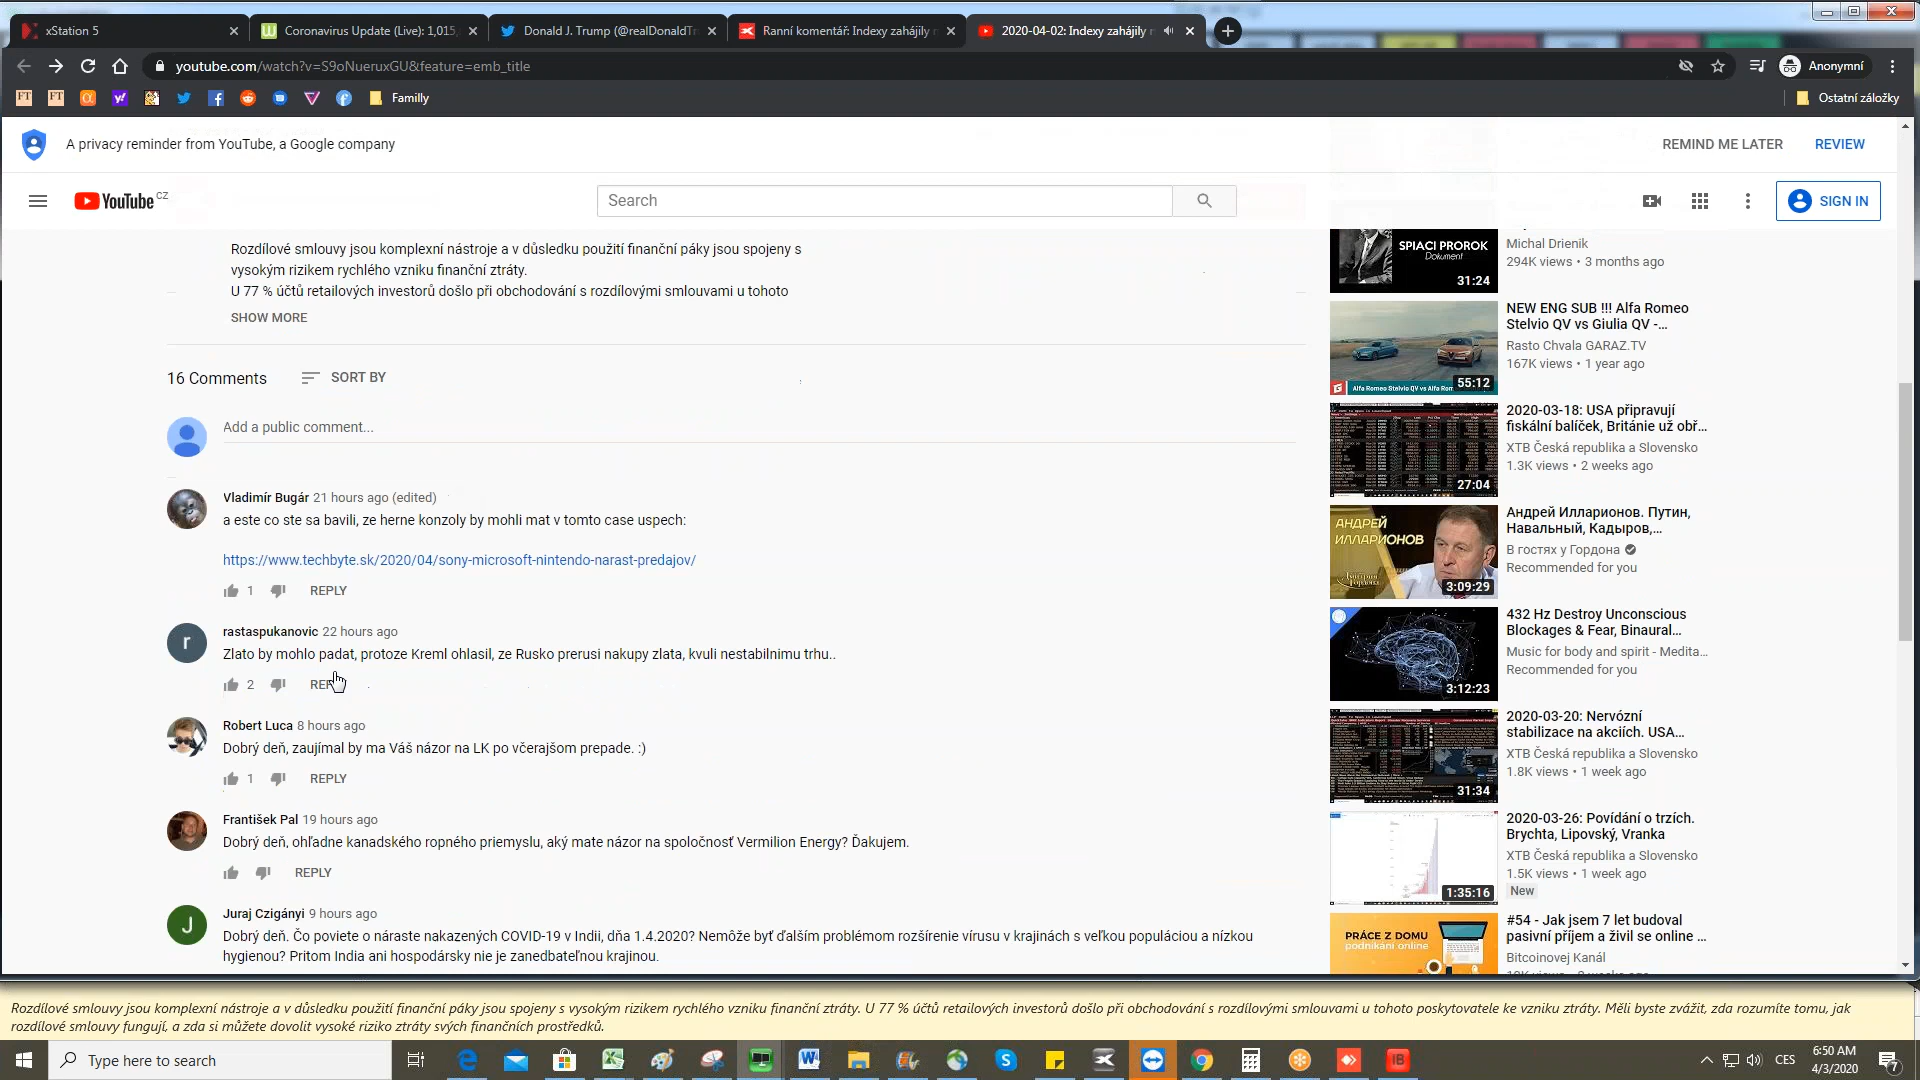 xStation 5
Coronavirus Update (Live): 1,015,
Donald J. Trump (@realDonaldTr
Ranní komentář: Indexy zahájily r
2020-04-02: Indexy zahájily r
youtube.com/watch?v=S9oNueruxGU&feature=emb_title
Anonymní
Familly
Ostatní záložky
A privacy reminder from YouTube, a Google company
REMIND ME LATER
REVIEW
YouTube CZ
Search
SIGN IN
Rozdílové smlouvy jsou komplexní nástroje a v důsledku použití finanční páky jsou spojeny s
vysokým rizikem rychlého vzniku finanční ztráty.
U 77 % účtů retailových investorů došlo při obchodování s rozdílovými smlouvami u tohoto
SHOW MORE
16 Comments
SORT BY
Add a public comment...
Vladimír Bugár 21 hours ago (edited)
a este co ste sa bavili, ze herne konzoly by mohli mat v tomto case uspech:
https://www.techbyte.sk/2020/04/sony-microsoft-nintendo-narast-predajov/
1 REPLY
rastaspukanovic 22 hours ago
Zlato by mohlo padat, protoze Kreml ohlasil, ze Rusko prerusi nakupy zlata, kvuli nestabilnimu trhu..
2 REPLY
Robert Luca 8 hours ago
Dobrý deň, zaujímal by ma Váš názor na LK po včerajšom prepade. :)
1 REPLY
František Pal 19 hours ago
Dobrý deň, ohľadne kanadského ropného priemyslu, aký mate názor na spoločnosť Vermilion Energy? Ďakujem.
REPLY
J
Juraj Czigányi 9 hours ago
Dobrý deň. Čo poviete o náraste nakazených COVID-19 v Indii, dňa 1.4.2020? Nemôže byť ďalším problémom rozšírenie vírusu v krajinách s veľkou populáciou a nízkou
hygienou? Pritom India ani hospodársky nie je zanedbateľnou krajinou.
SPIACI PROROK
Dokument
31:24
Michal Drienik
294K views • 3 months ago
Alfa Romeo Stelvio QV vs Alfa Rom
55:12
NEW ENG SUB !!! Alfa Romeo
Stelvio QV vs Giulia QV -...
Rasto Chvala GARAZ.TV
167K views • 1 year ago
27:04
2020-03-18: USA připravují
fiskální balíček, Británie už obř...
XTB Česká republika a Slovensko
1.3K views • 2 weeks ago
АНДРЕЙ
ИЛЛАРИОНОВ
3:09:29
Андрей Илларионов. Путин,
Навальный, Кадыров,...
В гостях у Гордона
Recommended for you
3:12:23
432 Hz Destroy Unconscious
Blockages & Fear, Binaural...
Music for body and spirit - Medita...
Recommended for you
31:34
2020-03-20: Nervózní
stabilizace na akciích. USA...
XTB Česká republika a Slovensko
1.8K views • 1 week ago
1:35:16
2020-03-26: Povídání o trzích.
Brychta, Lipovský, Vranka
XTB Česká republika a Slovensko
1.5K views • 1 week ago
New
PRÁCE Z DOMU
podnikání online
#54 - Jak jsem 7 let budoval
pasivní příjem a živil se online ...
Bitcoinovej Kanál
Rozdílové smlouvy jsou komplexní nástroje a v důsledku použití finanční páky jsou spojeny s vysokým rizikem rychlého vzniku finanční ztráty. U 77 % účtů retailových investorů došlo při obchodování s rozdílovými smlouvami u tohoto poskytovatele ke vzniku ztráty. Měli byste zvážit, zda rozumíte tomu, jak
rozdílové smlouvy fungují, a zda si můžete dovolit vysoké riziko ztráty svých finančních prostředků.
Type here to search
CES
6:50 AM
4/3/2020